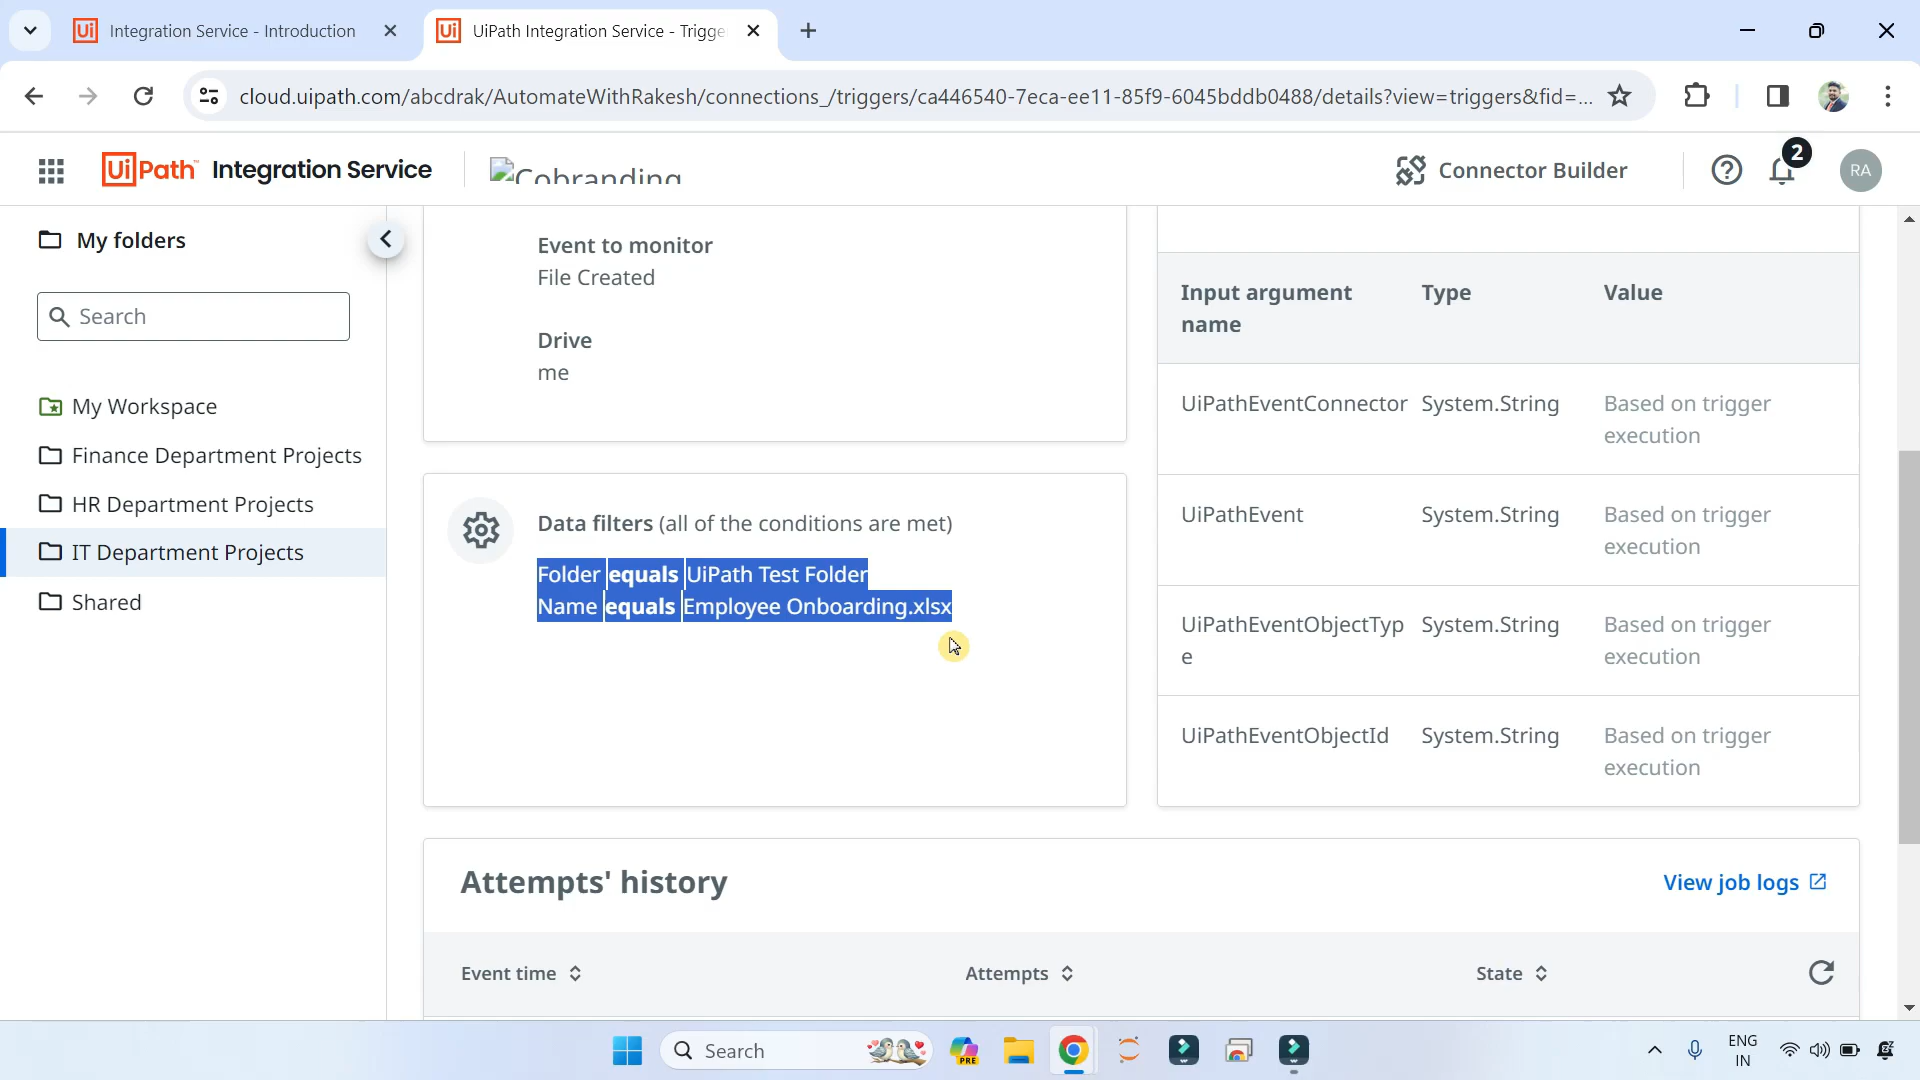 Integration Service - Introduction
UiPath Integration Service - Trigge
cloud.uipath.com/abcdrak/AutomateWithRakesh/connections_/triggers/ca446540-7eca-ee11-85f9-6045bddb0488/details?view=triggers&fid=...
UiPath Integration Service
Cobranding
Connector Builder
2
RA
My folders
Search
My Workspace
Finance Department Projects
HR Department Projects
IT Department Projects
Shared
Event to monitor
File Created
Drive
me
Data filters (all of the conditions are met)
Folder equals UiPath Test Folder
Name equals Employee Onboarding.xlsx
Input argument name Type Value
UiPathEventConnector System.String Based on trigger
execution
UiPathEvent System.String Based on trigger
execution
UiPathEventObjectTyp System.String Based on trigger
e execution
UiPathEventObjectId System.String Based on trigger
execution
Attempts' history
View job logs
Event time Attempts State
Search
PRE
ENG
IN